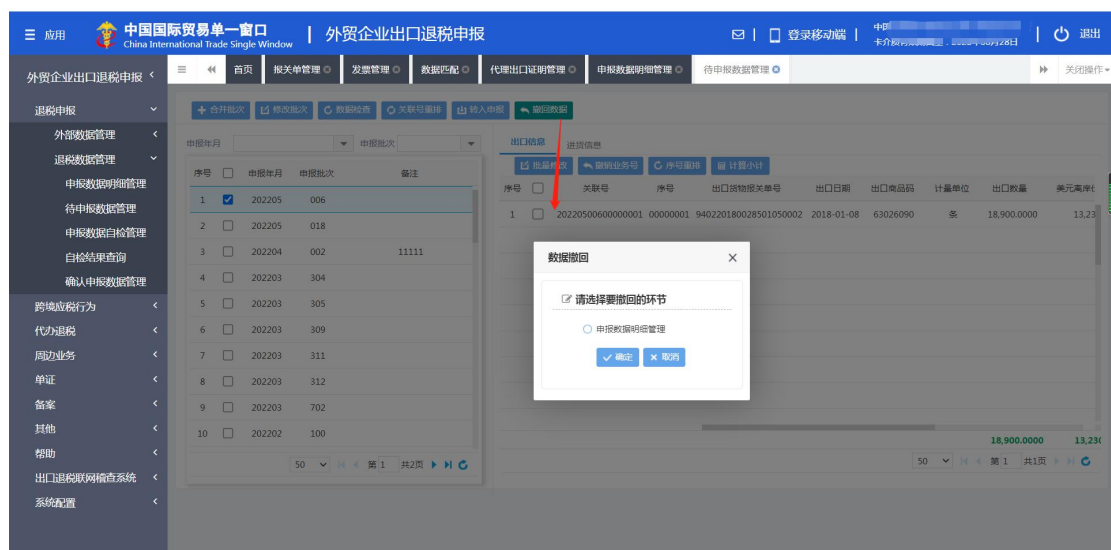 应用
中国国际贸易单一窗口
China International Trade Single Window
外贸企业出口退税申报
登录移动端
退出
外贸企业出口退税申报
首页
报关单管理
发票管理
数据匹配
代理出口证明管理
申报数据明细管理
待申报数据管理
关闭操作
退税申报
外部数据管理
退税数据管理
申报数据明细管理
待申报数据管理
申报数据自检管理
自检结果查询
确认申报数据管理
跨境应税行为
代办退税
周边业务
单证
备案
其他
帮助
出口退税联网稽查系统
系统配置
合并批次 修改批次 数据检查 关联号重排 转入申报 撤回数据
申报年月 申报批次
序号 申报年月 申报批次 备注
1 202205 006
2 202205 018
3 202204 002 11111
4 202203 304
5 202203 305
6 202203 309
7 202203 311
8 202203 312
9 202203 702
10 202202 100
50 第 1 共2页
出口信息 进货信息
批量修改 撤销业务号 序号重排 计算小计
序号 关联号 序号 出口货物报关单号 出口日期 出口商品码 计量单位 出口数量 美元离岸
1 20220500600000001 00000001 940220180028501050002 2018-01-08 63026090 条 18,900.0000 13,23
数据撤回
请选择要撤回的环节
申报数据明细管理
确定 取消
18,900.0000 13,230
50 第 1 共1页